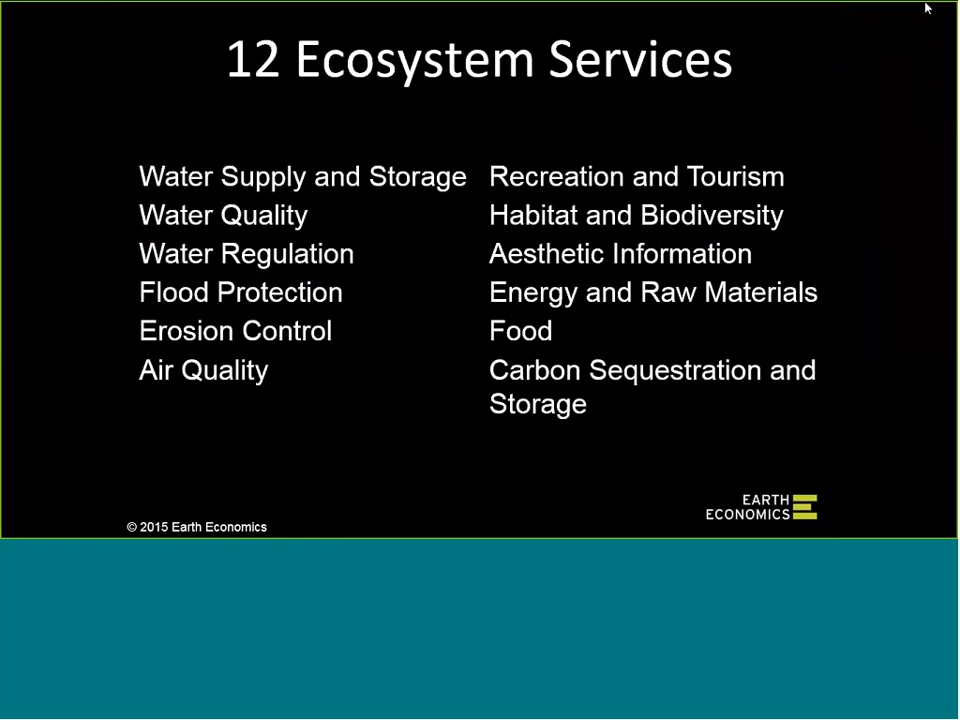 12 Ecosystem Services
Water Supply and Storage
Water Quality
Water Regulation
Flood Protection
Erosion Control
Air Quality
Recreation and Tourism
Habitat and Biodiversity
Aesthetic Information
Energy and Raw Materials
Food
Carbon Sequestration and
Storage
EARTH
ECONOMICS
© 2015 Earth Economics